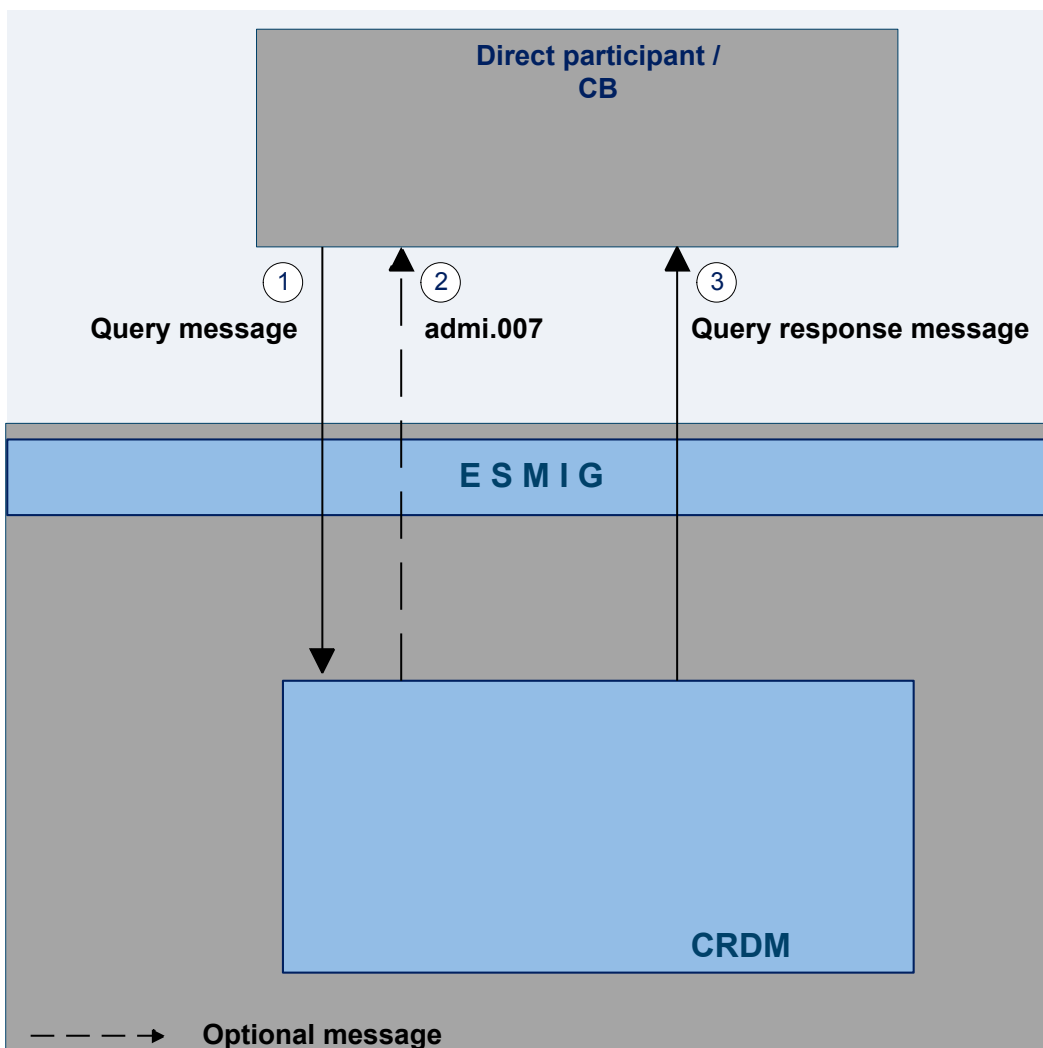 Direct participant /
CB
1
2
3
Query message
admi.007
Query response message
E S M I G
CRDM
Optional message